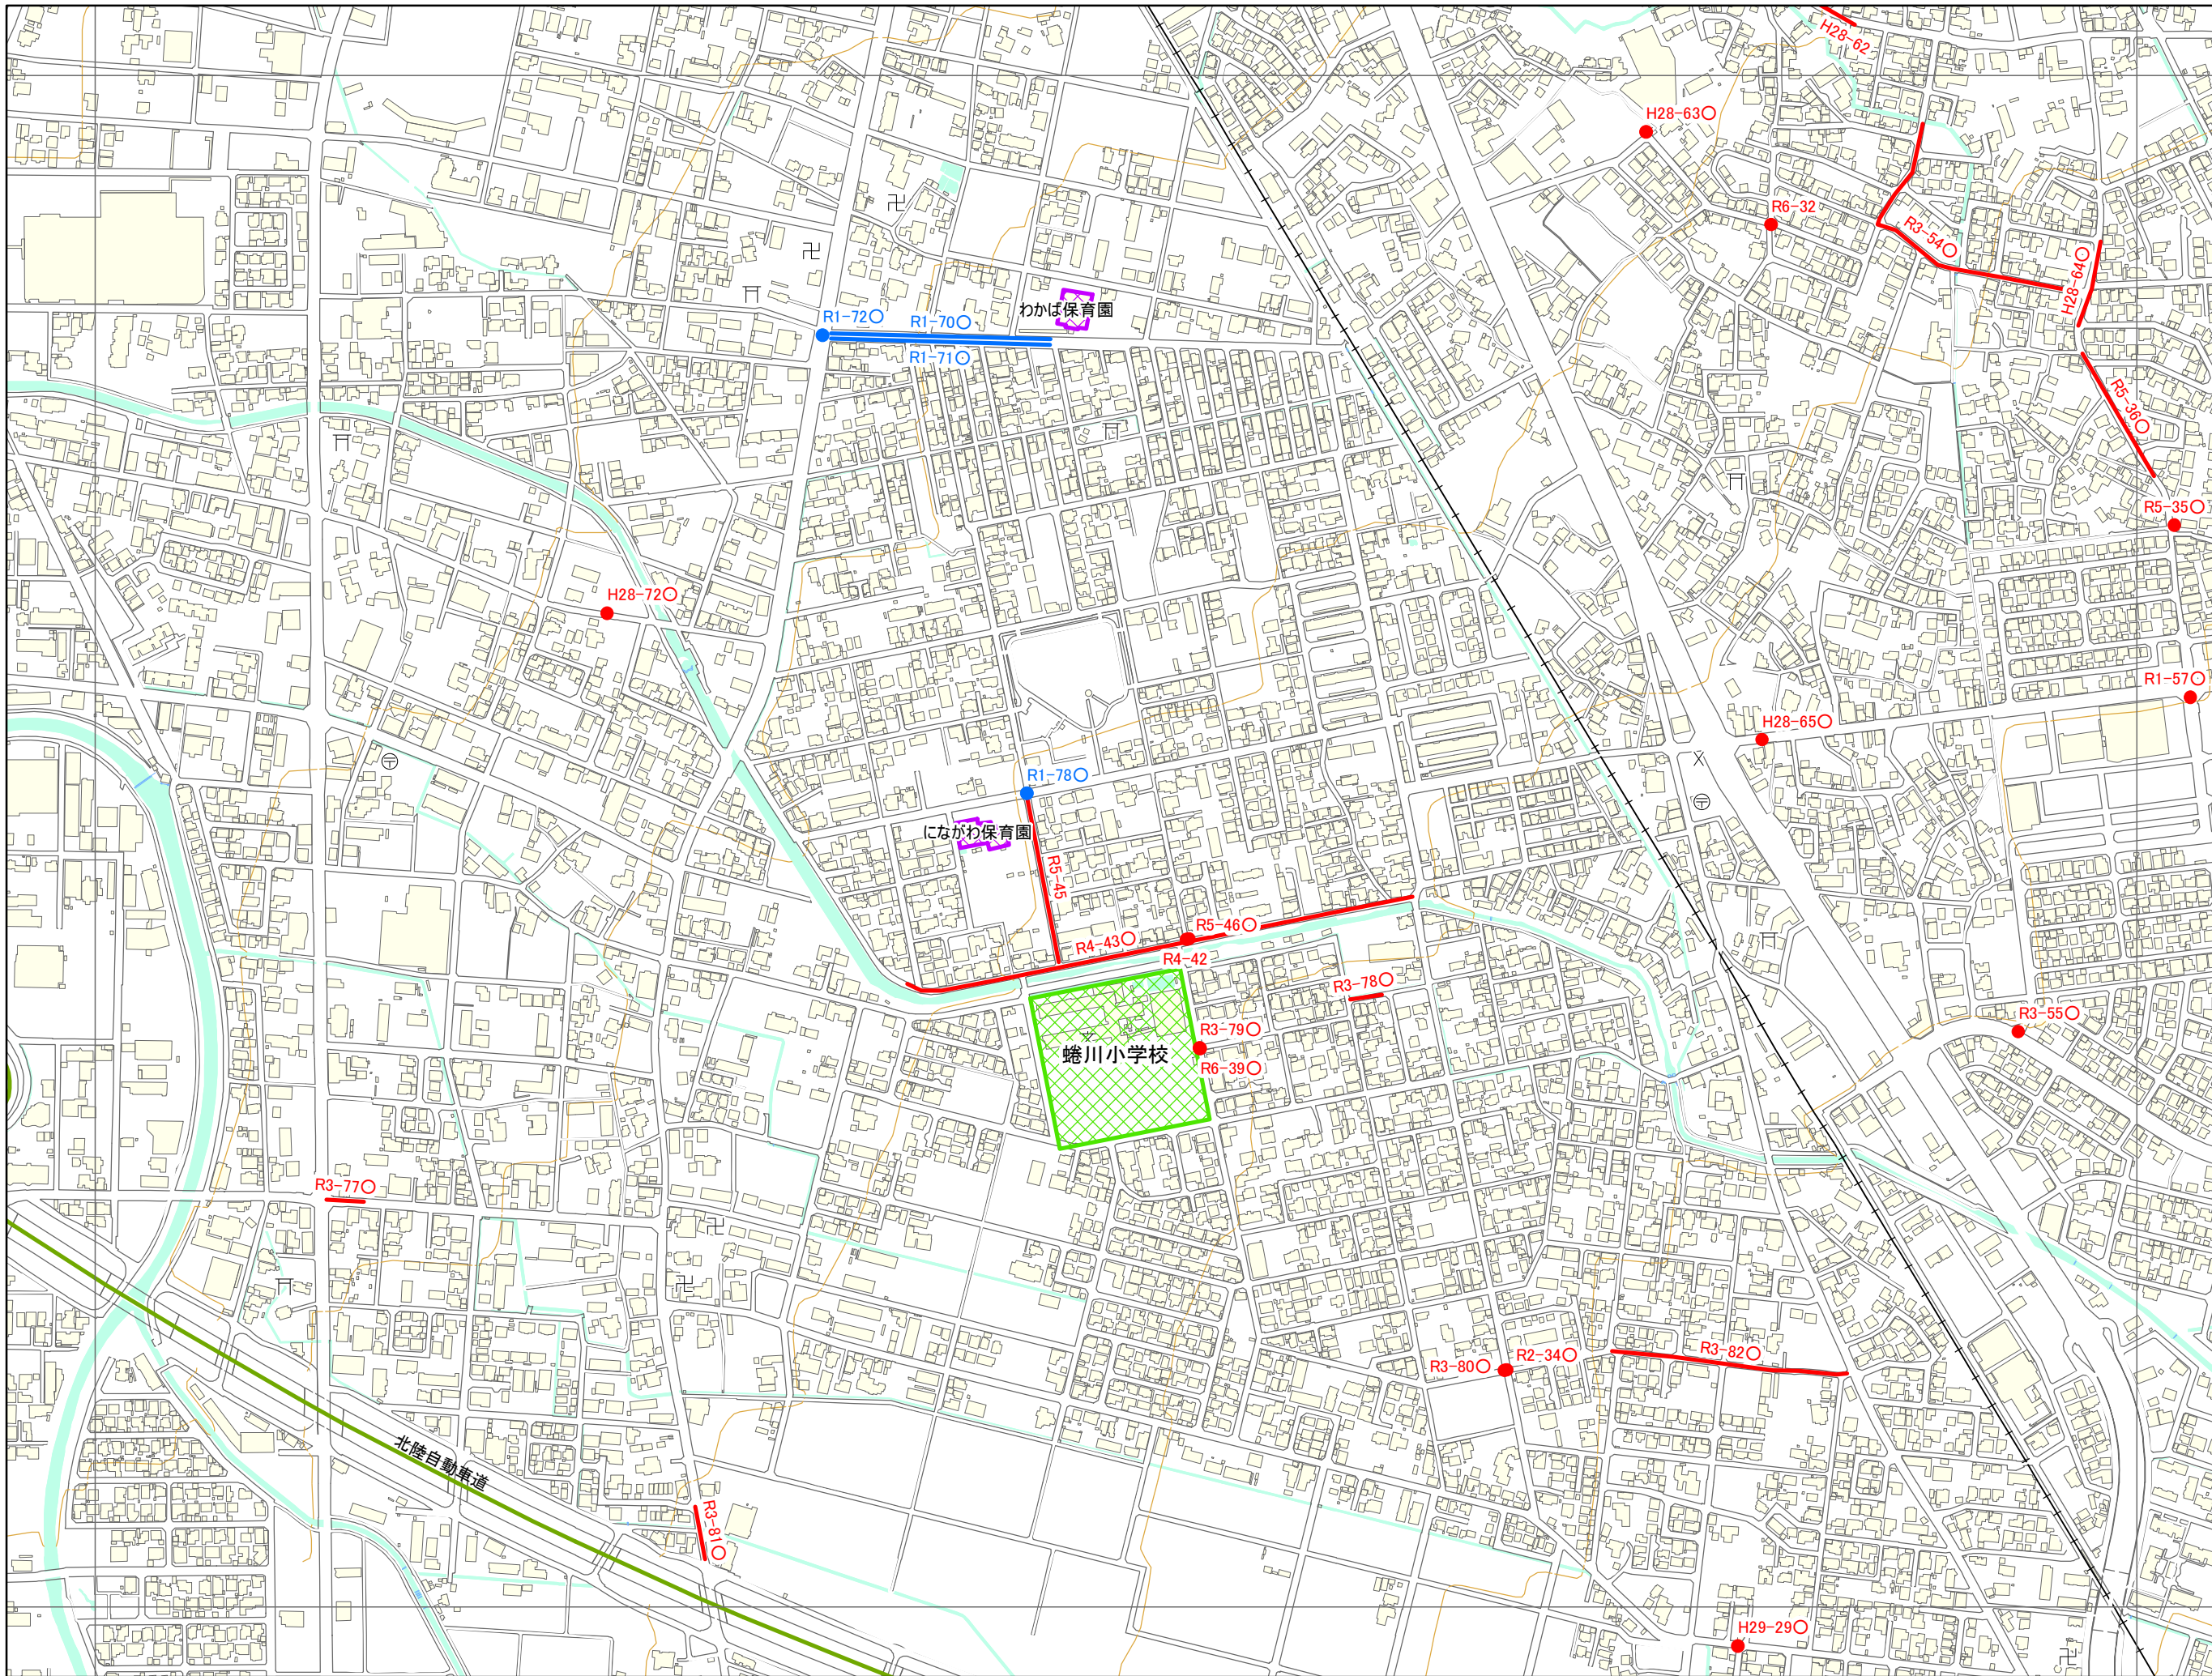 H28-62
H28-63○
R6-32
R3-54○
H28-64○
わかば保育園
R1-72○
R1-70○
R1-71○
R5-36○
R5-35○
H28-72○
R1-57○
H28-65○
R1-78○
にながわ保育園
R5-45
R5-46○
R4-43○
R4-42
R3-78○
R3-79○
R3-55○
蜷川小学校
R6-39○
R3-77○
R3-82○
R3-80○
R2-34○
北陸自動車道
R3-81○
H29-29○